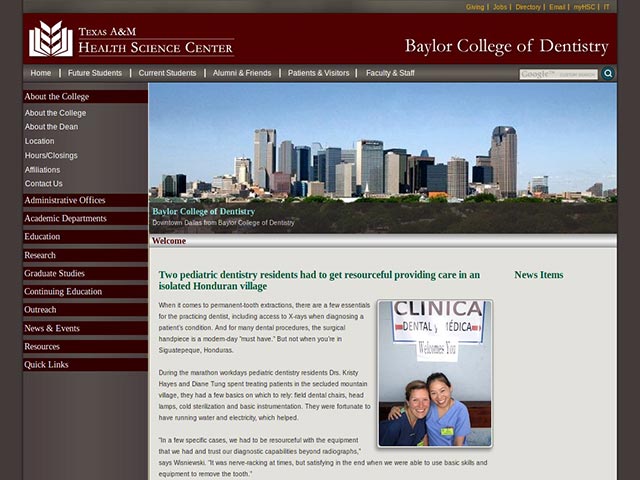 Giving | Jobs | Directory | Email | myHSC | IT
TEXAS A&M
HEALTH SCIENCE CENTER
Baylor College of Dentistry
Home | Future Students | Current Students | Alumni & Friends | Patients & Visitors | Faculty & Staff
Google™ CUSTOM SEARCH
About the College
About the College
About the Dean
Location
Hours/Closings
Affiliations
Contact Us
Administrative Offices
Academic Departments
Education
Research
Graduate Studies
Continuing Education
Outreach
News & Events
Resources
Quick Links
Baylor College of Dentistry
Downtown Dallas from Baylor College of Dentistry
Welcome
Two pediatric dentistry residents had to get resourceful providing care in an
isolated Honduran village
When it comes to permanent-tooth extractions, there are a few essentials
for the practicing dentist, including access to X-rays when diagnosing a
patient's condition. And for many dental procedures, the surgical
handpiece is a modern-day "must have." But not when you're in
Siguatepeque, Honduras.
During the marathon workdays pediatric dentistry residents Drs. Kristy
Hayes and Diane Tung spent treating patients in the secluded mountain
village, they had a few basics on which to rely: field dental chairs, head
lamps, cold sterilization and basic instrumentation. They were fortunate to
have running water and electricity, which helped.
"In a few specific cases, we had to be resourceful with the equipment
that we had and trust our diagnostic capabilities beyond radiographs,"
says Wisniewski. "It was nerve-racking at times, but satisfying in the end when we were able to use basic skills and
equipment to remove the tooth."
CLINICA
DENTAL Y MÉDICA
Welcomes You
News Items